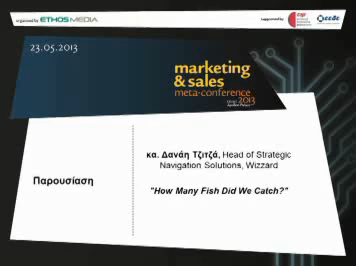 organised by ETHOS MEDIA
supported by
23.05.2013
marketing
& sales
meta-conference
2013
Παρουσίαση
κα. Δανάη Τζιτζά, Head of Strategic
Navigation Solutions, Wizzard
"How Many Fish Did We Catch?"